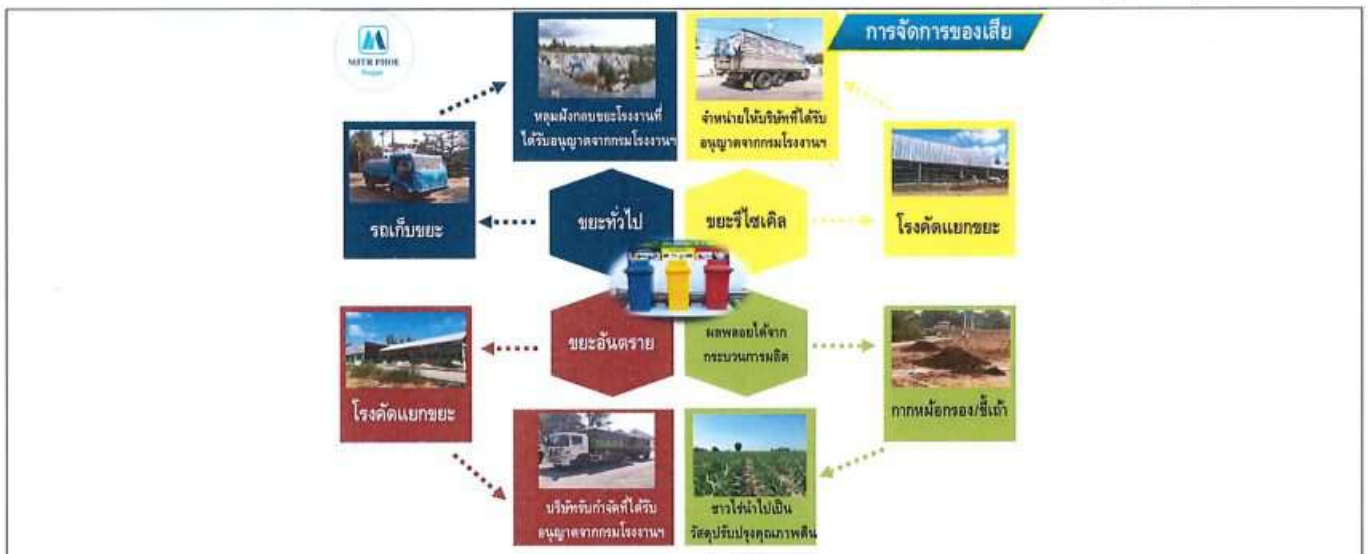 MITR PHOL
Sugar
การจัดการของเสีย
หลุมฝังกลบขยะโรงงานที่
ได้รับอนุญาตจากกรมโรงงานฯ
จำหน่ายให้บริษัทที่ได้รับ
อนุญาตจากกรมโรงงานฯ
รถเก็บขยะ
ขยะทั่วไป
ขยะรีไซเคิล
โรงคัดแยกขยะ
โรงคัดแยกขยะ
ขยะอันตราย
ผลพลอยได้จาก
กระบวนการผลิต
กากหม้อกรอง/ขี้เถ้า
บริษัทรับกำจัดที่ได้รับ
อนุญาตจากกรมโรงงานฯ
ชาวไร่นำไปเป็น
วัสดุปรับปรุงคุณภาพดิน